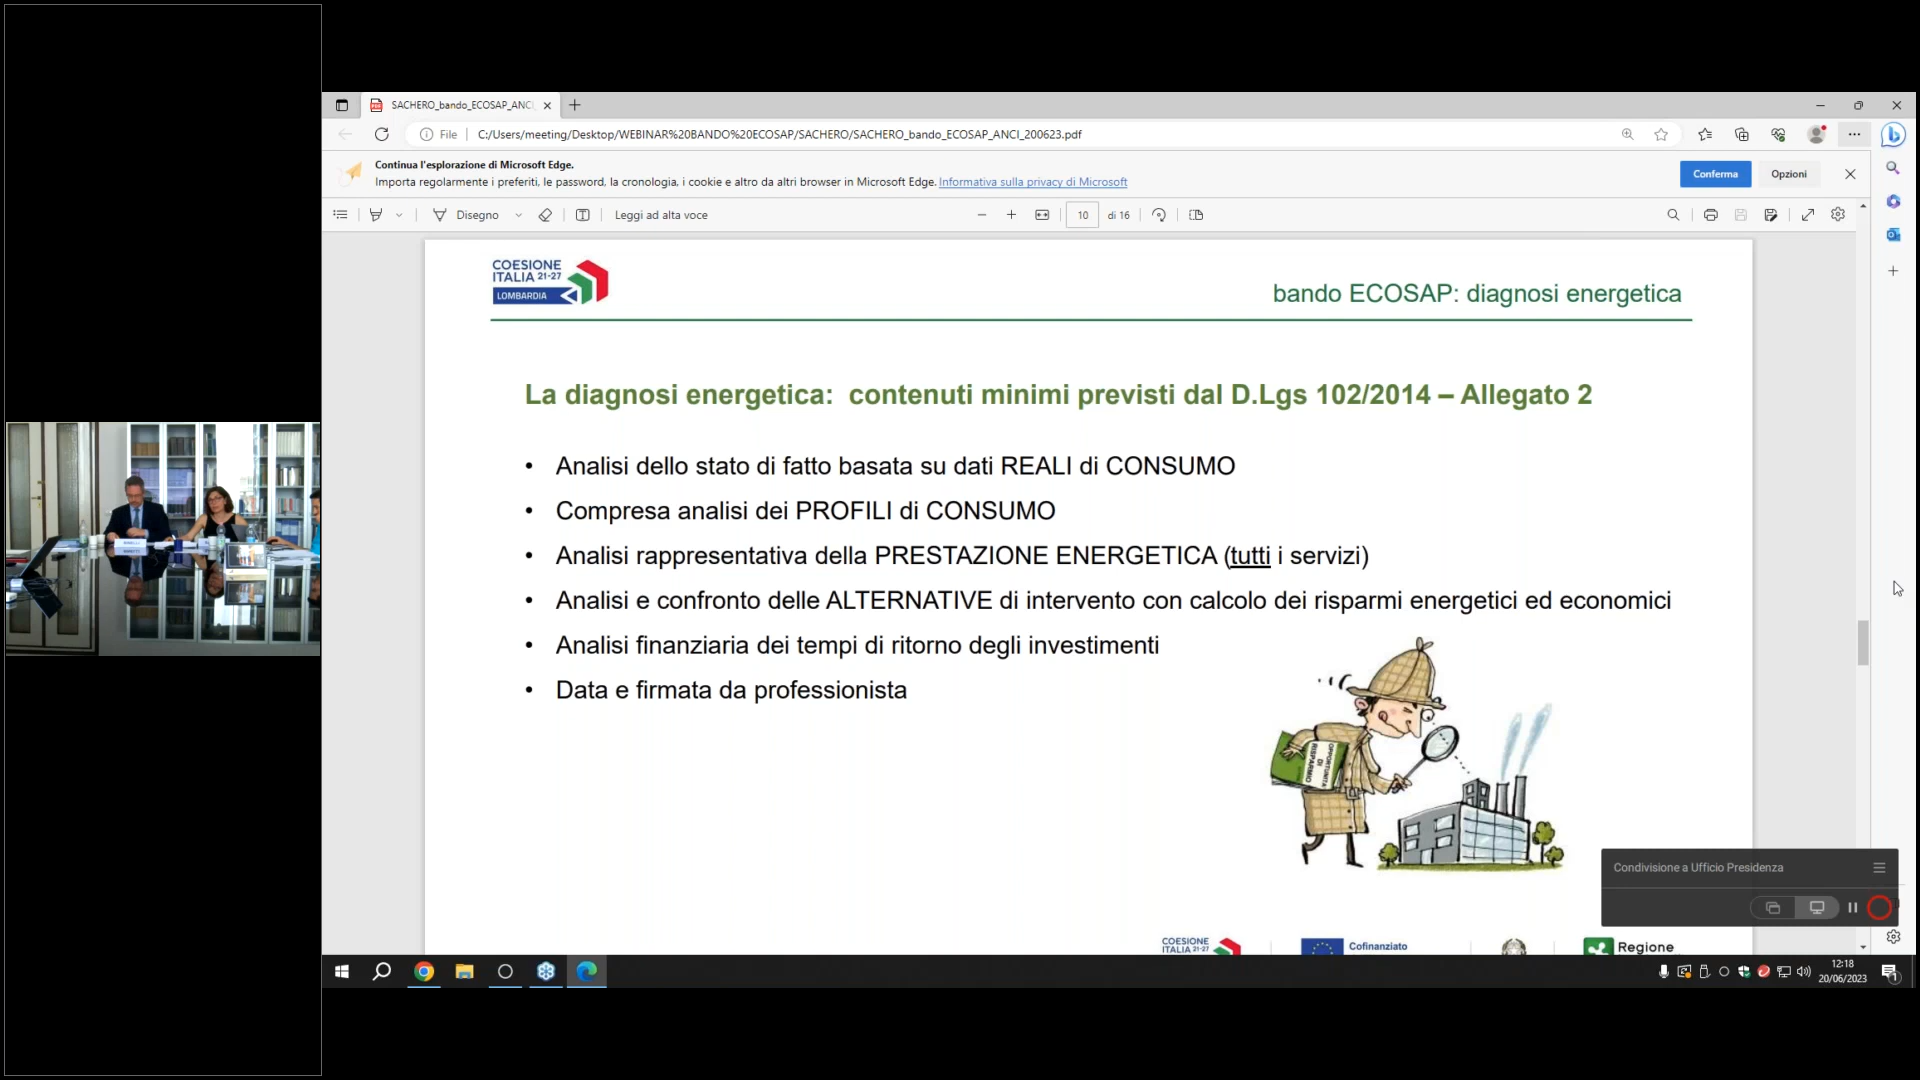 SACHERO_bando_ECOSAP_ANCI
File
C:/Users/meeting/Desktop/WEBINAR%20BANDO%20ECOSAP/SACHERO/SACHERO_bando_ECOSAP_ANCI_200623.pdf
Continua l'esplorazione di Microsoft Edge.
Importa regolarmente i preferiti, le password, la cronologia, i cookie e altro da altri browser in Microsoft Edge. Informativa sulla privacy di Microsoft
Conferma
Opzioni
Disegno
Leggi ad alta voce
10 di 16
COESIONE
ITALIA 21-27
LOMBARDIA
bando ECOSAP: diagnosi energetica
La diagnosi energetica: contenuti minimi previsti dal D.Lgs 102/2014 – Allegato 2
• Analisi dello stato di fatto basata su dati REALI di CONSUMO
• Compresa analisi dei PROFILI di CONSUMO
• Analisi rappresentativa della PRESTAZIONE ENERGETICA (tutti i servizi)
• Analisi e confronto delle ALTERNATIVE di intervento con calcolo dei risparmi energetici ed economici
• Analisi finanziaria dei tempi di ritorno degli investimenti
• Data e firmata da professionista
OPPORTUNITÀ
DI
RISPARMIO
Condivisione a Ufficio Presidenza
COESIONE
ITALIA 21-27
Cofinanziato
Regione
12:18
20/06/2023
1